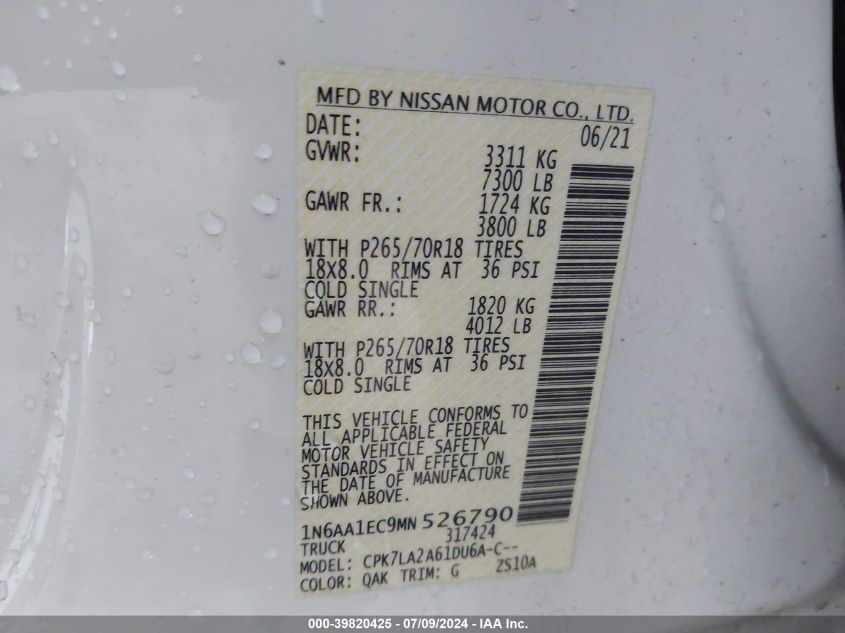 MFD BY NISSAN MOTOR CO., LTD.
DATE: 06/21
GVWR: 3311 KG
7300 LB
GAWR FR.: 1724 KG
3800 LB
WITH P265/70R18 TIRES
18X8.0 RIMS AT 36 PSI
COLD SINGLE
GAWR RR.: 1820 KG
4012 LB
WITH P265/70R18 TIRES
18X8.0 RIMS AT 36 PSI
COLD SINGLE
THIS VEHICLE CONFORMS TO
ALL APPLICABLE FEDERAL
MOTOR VEHICLE SAFETY
STANDARDS IN EFFECT ON
THE DATE OF MANUFACTURE
SHOWN ABOVE.
1N6AA1EC9MN 526790
TRUCK 317424
MODEL: CPK7LA2A61DU6A-C--
COLOR: QAK TRIM: G ZS10A
000-39820425 - 07/09/2024 - IAA Inc.